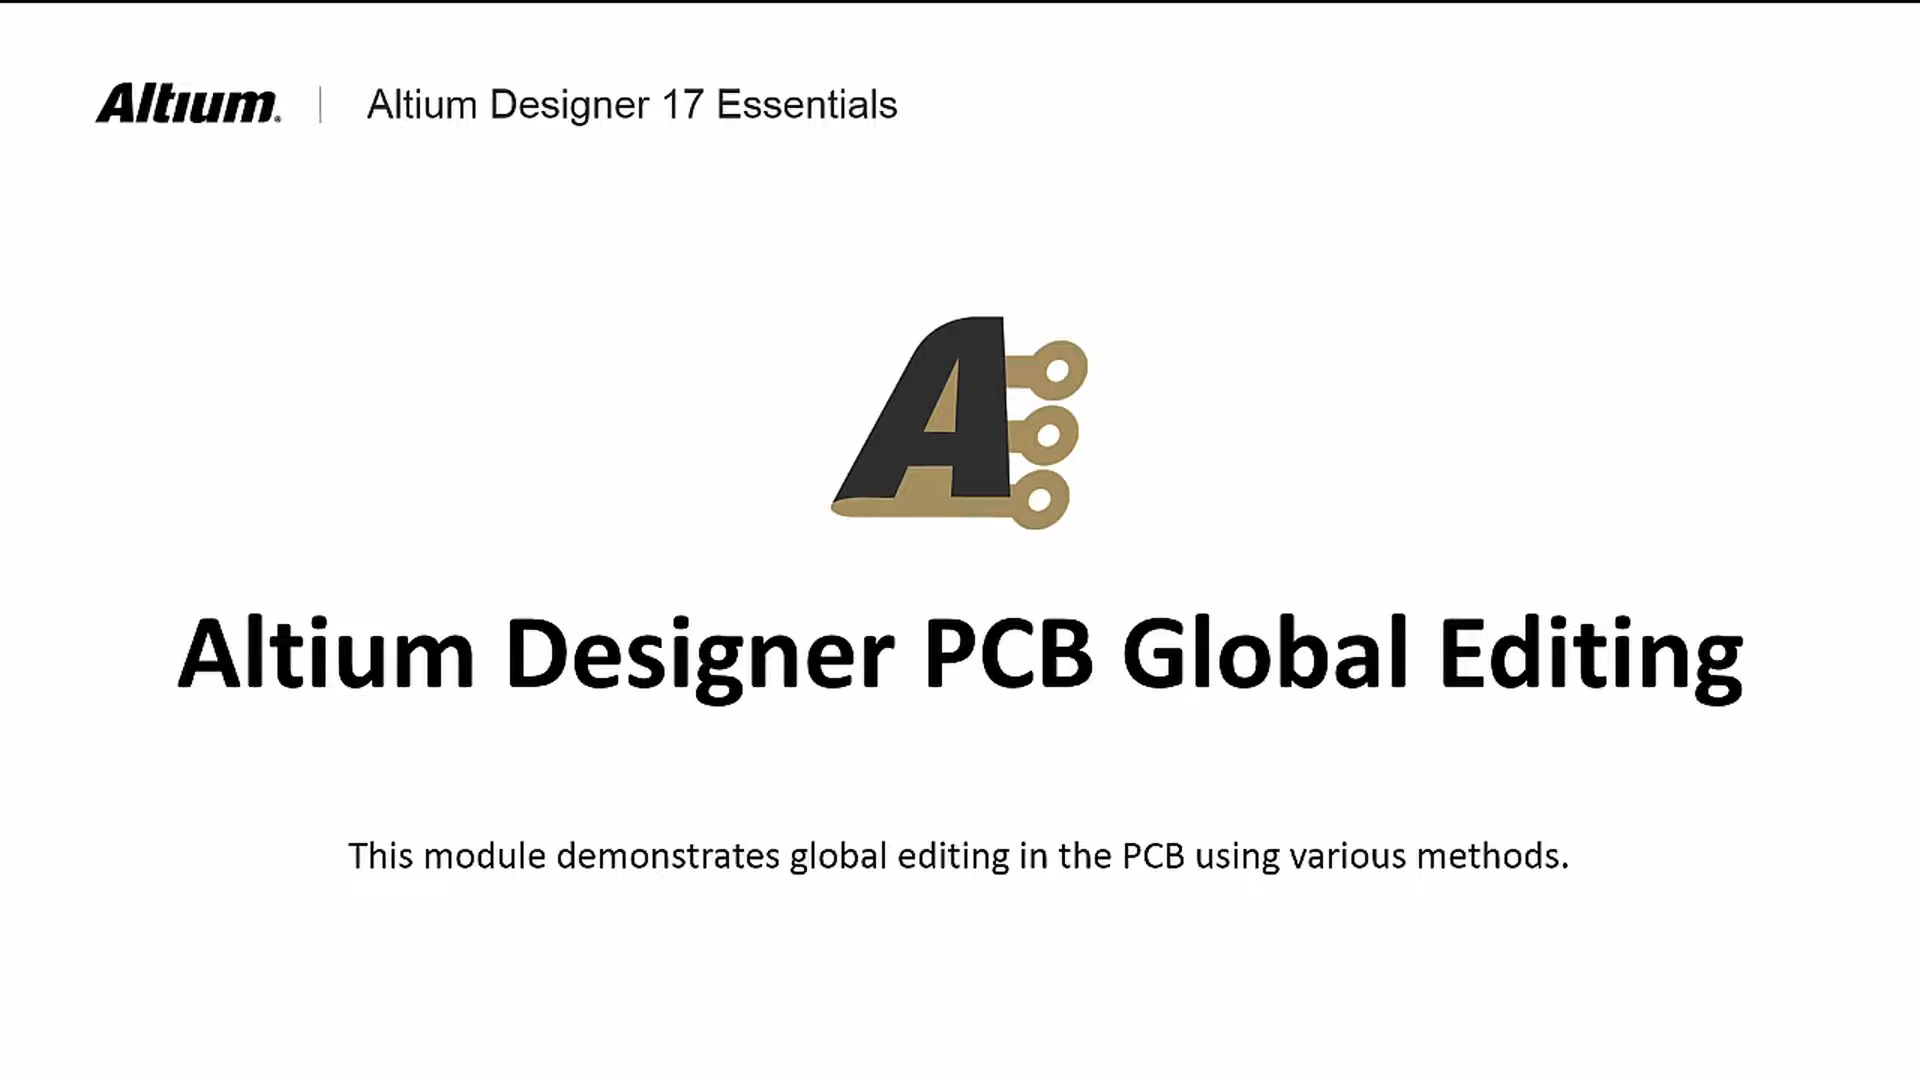 Altium. | Altium Designer 17 Essentials
Altium Designer PCB Global Editing
This module demonstrates global editing in the PCB using various methods.